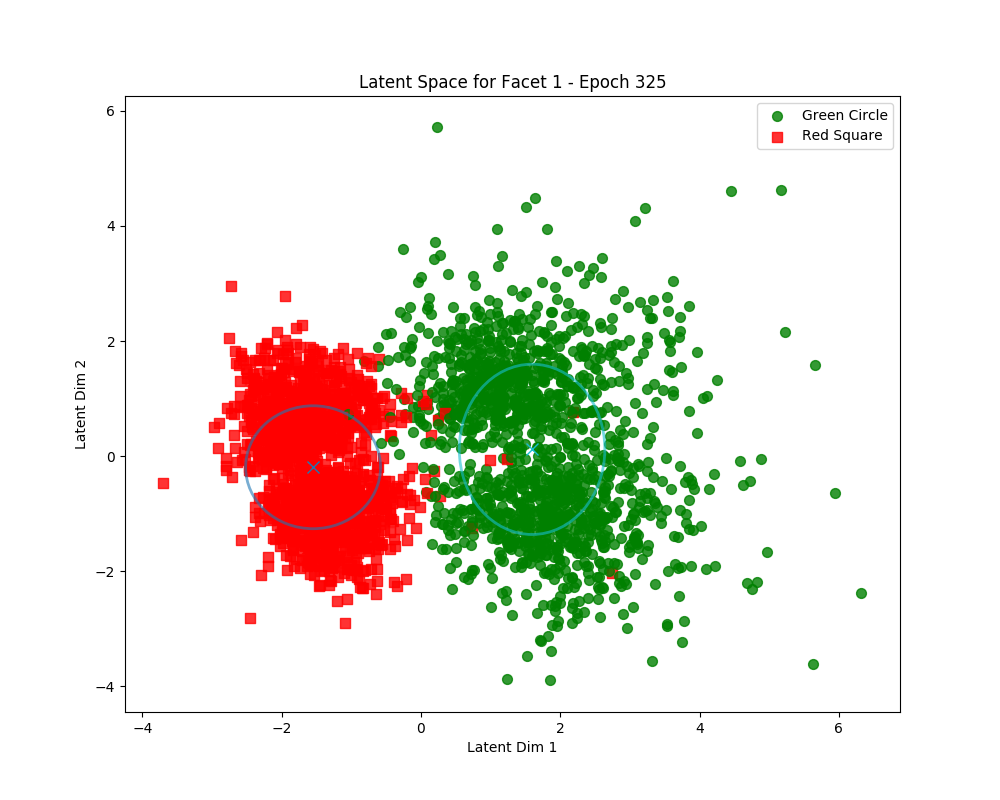 Latent Space for Facet 1 - Epoch 325
Green Circle
Red Square
6
4
2
0
−2
−4
Latent Dim 2
−4
−2
0
2
4
6
Latent Dim 1